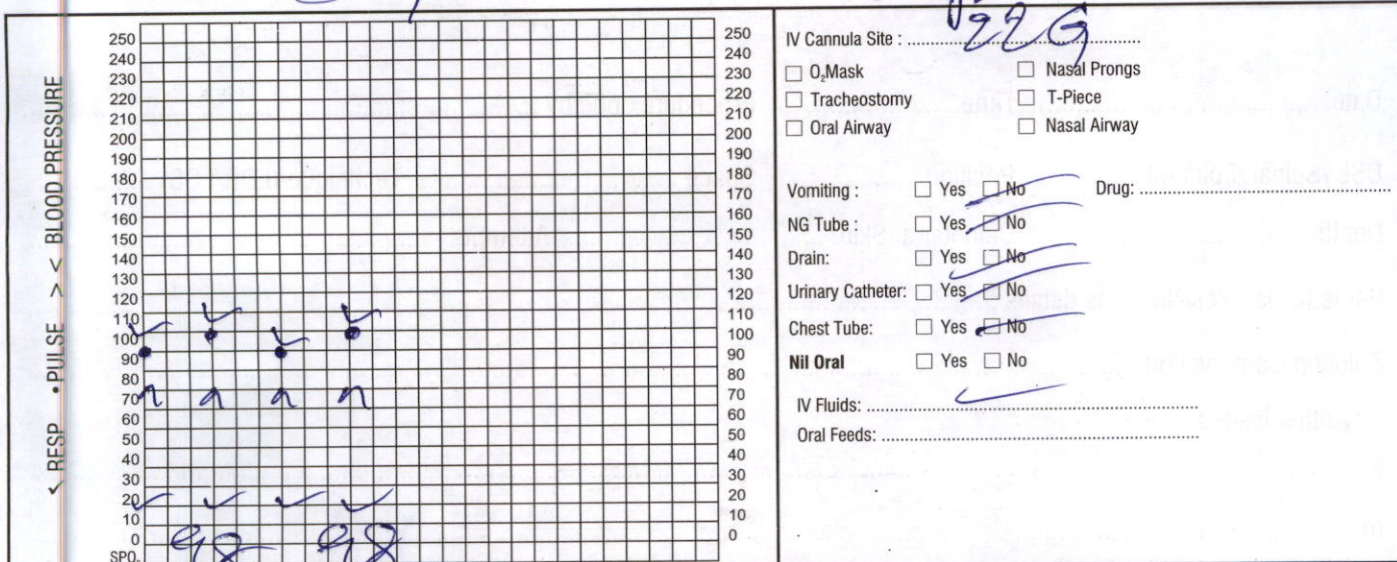 250 250
240 240
230 230
220 220
210 210
200 200
190 190
180 180
170 170
160 160
150 150
140 140
130 130
120 120
110 110
100 100
90 90
80 80
70 70
60 60
50 50
40 40
30 30
20 20
10 10
0 0
SPO₂ 98 98
< RESP •PULSE > < BLOOD PRESSURE
IV Cannula Site : 22G
☐ O₂Mask ☐ Nasal Prongs
☐ Tracheostomy ☐ T-Piece
☐ Oral Airway ☐ Nasal Airway
Vomiting : ☐ Yes ☐ No Drug:
NG Tube : ☐ Yes ☐ No
Drain: ☐ Yes ☐ No
Urinary Catheter: ☐ Yes ☐ No
Chest Tube: ☐ Yes ☐ No
Nil Oral ☐ Yes ☐ No
IV Fluids:
Oral Feeds: